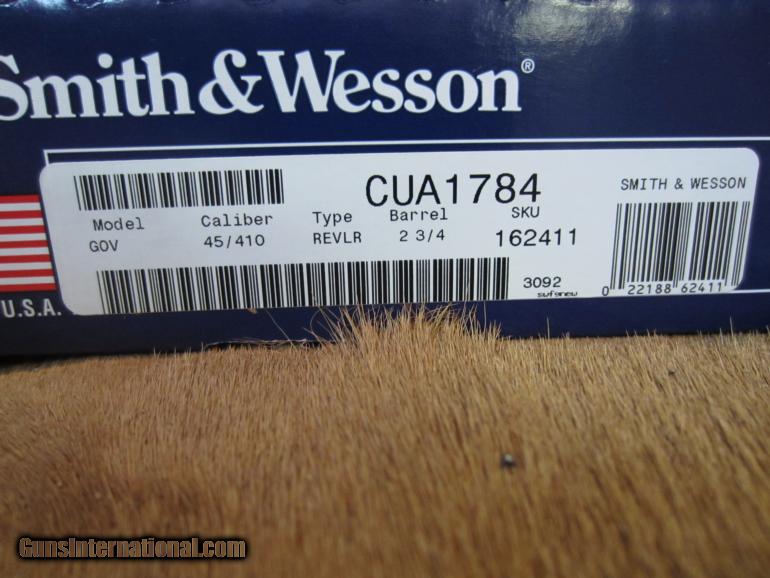 Smith & Wesson®
CUA1784
SMITH & WESSON
Model Caliber Type Barrel SKU
GOV 45/410 REVLR 2 3/4 162411
3092
swfgnew
0 22188 62411
U.S.A.
GunsInternational.com